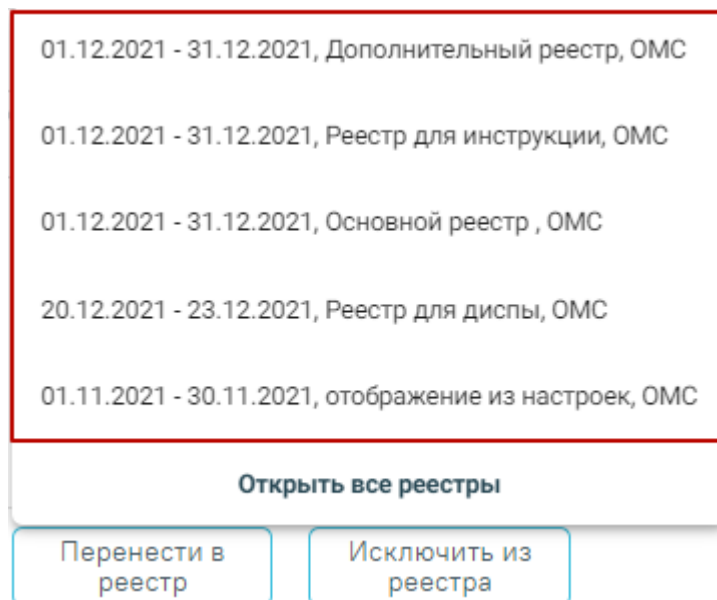 01.12.2021 - 31.12.2021, Дополнительный реестр, ОМС
01.12.2021 - 31.12.2021, Реестр для инструкции, ОМС
01.12.2021 - 31.12.2021, Основной реестр , ОМС
20.12.2021 - 23.12.2021, Реестр для диспы, ОМС
01.11.2021 - 30.11.2021, отображение из настроек, ОМС
Открыть все реестры
Перенести в
реестр
Исключить из
реестра